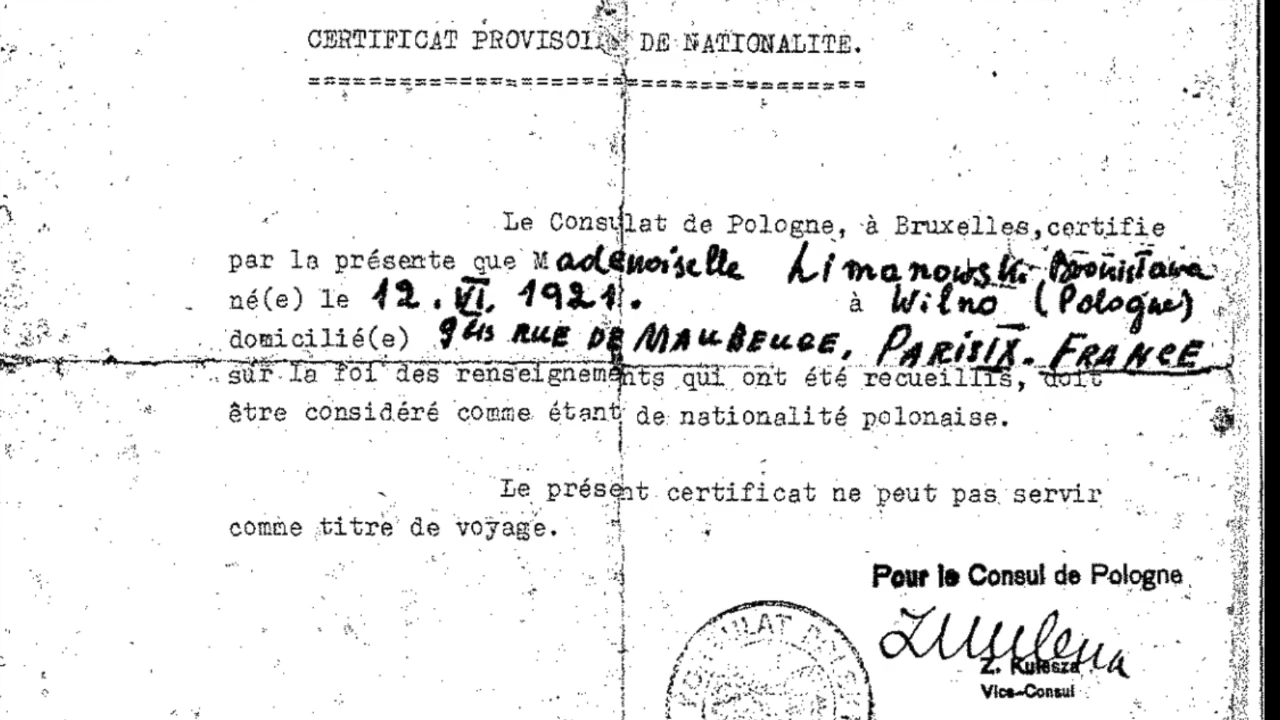 CERTIFICAT PROVISOIRE DE NATIONALITE.
Le Consulat de Pologne, à Bruxelles, certifie
par la présente que Mademoiselle Limanowska Bronisława
né(e) le 12. VI. 1921. à Wilno (Pologne)
domicilié(e) 9bis RUE DE MAUBEUGE, PARIS IX. FRANCE
sur la foi des renseignements qui ont été recueillis, doit
être considéré comme étant de nationalité polonaise.
Le présent certificat ne peut pas servir
comme titre de voyage.
Pour le Consul de Pologne
Z. Kulesza
Vice-Consul